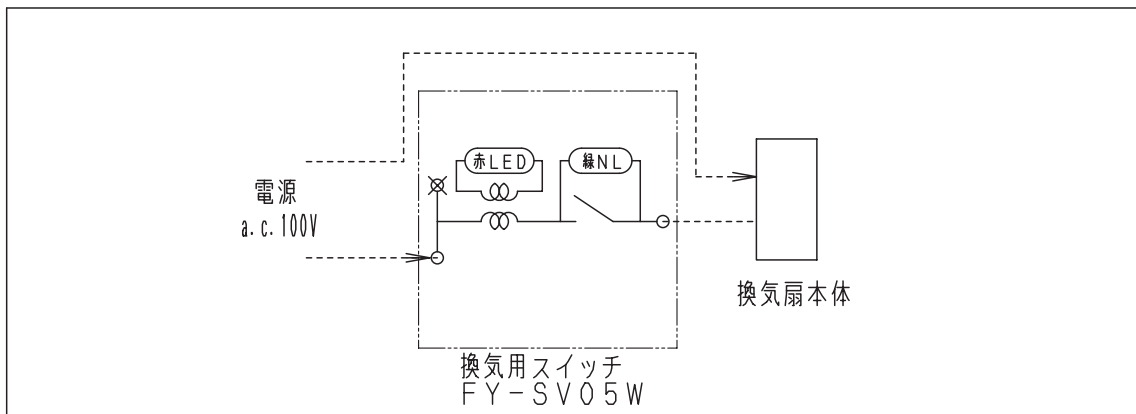 赤LED
緑NL
電源
a.c.100V
換気扇本体
換気用スイッチ
FY-SV05W